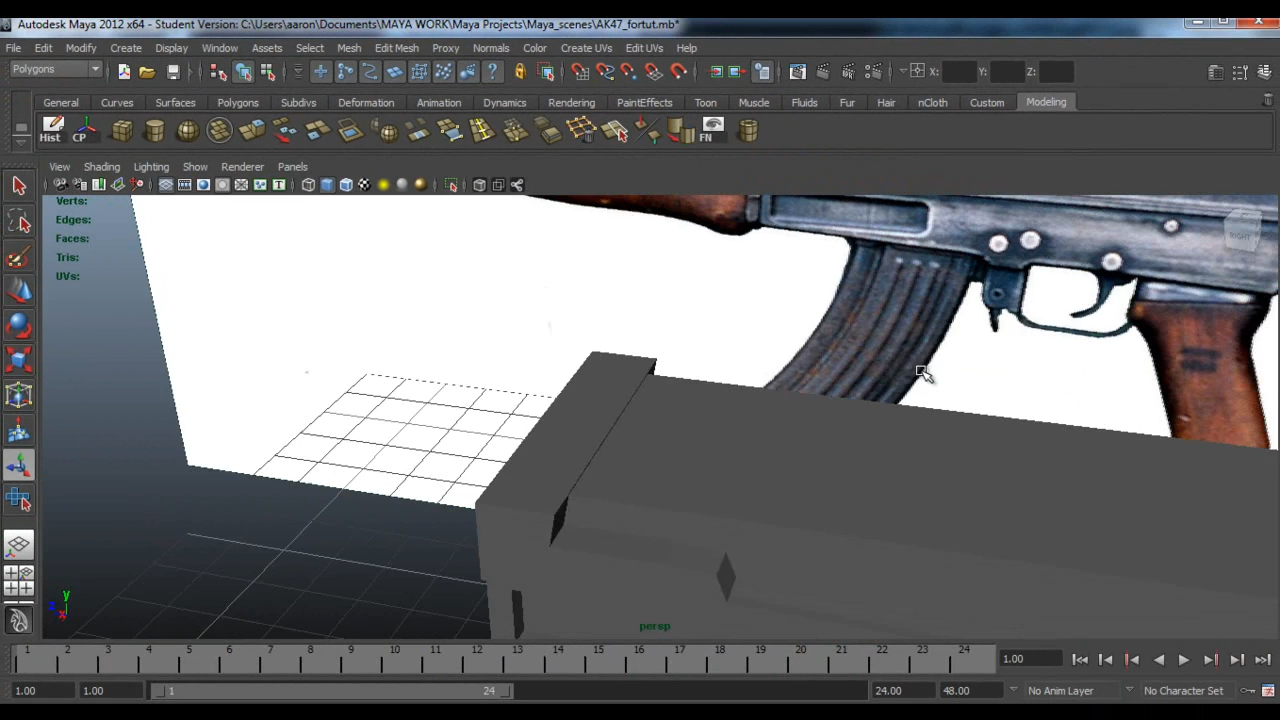 Autodesk Maya 2012 x64 - Student Version: C:\Users\aaron\Documents\MAYA WORK\Maya Projects\Maya_scenes\AK47_fortut.mb*
File Edit Modify Create Display Window Assets Select Mesh Edit Mesh Proxy Normals Color Create UVs Edit UVs Help
Polygons X: Y: Z:
General Curves Surfaces Polygons Subdivs Deformation Animation Dynamics Rendering PaintEffects Toon Muscle Fluids Fur Hair nCloth Custom Modeling
Hist CP FN
View Shading Lighting Show Renderer Panels
Verts:
Edges:
Faces:
Tris:
UVs:
RIGHT
y
z
x
persp
1 2 3 4 5 6 7 8 9 10 11 12 13 14 15 16 17 18 19 20 21 22 23 24 1.00
1.00 1.00 1 24 24.00 48.00 No Anim Layer No Character Set